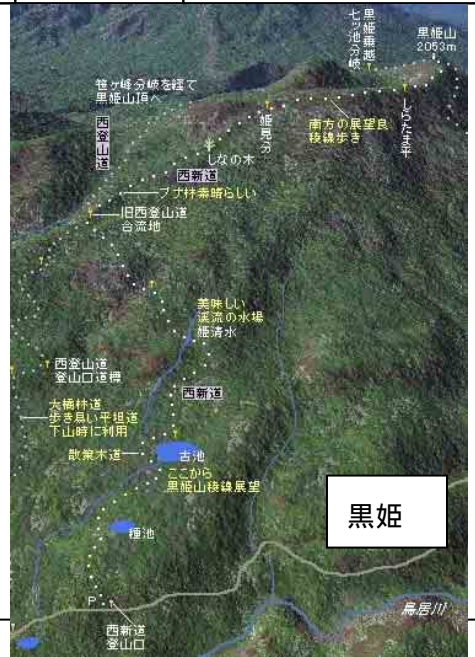 黒姫山
2053m
黒姫乗越
七ツ池分岐
笹ヶ峰分岐を経て
黒姫山頂へ
西登山道
しらたま平
姫見分
南方の展望良
稜線歩き
しなの木
西新道
ブナ林素晴らしい
旧西登山道
合流地
美味しい
渓流の水場
姫清水
西登山道
登山口道標
西新道
大橋林道
歩き易い平坦道
下山時に利用
散策木道
古池
ここから
黒姫山稜線展望
黒姫
種池
P
西新道
登山口
鳥居川